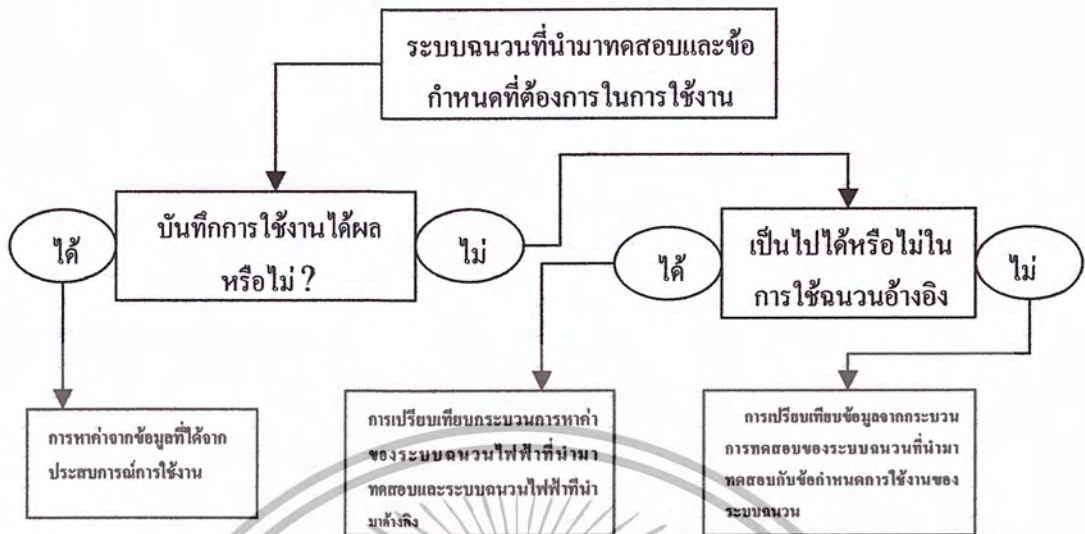 ระบบฉนวนที่นำมาทดสอบและข้อ
กำหนดที่ต้องการในการใช้งาน
ได้
บันทึกการใช้งานได้ผล
หรือไม่ ?
ไม่
ได้
เป็นไปได้หรือไม่ใน
การใช้ฉนวนอ้างอิง
ไม่
การหาค่าจากข้อมูลที่ได้จาก
ประสบการณ์การใช้งาน
การเปรียบเทียบกระบวนการหาค่า
ของระบบฉนวนไฟฟ้าที่นำมา
ทดสอบและระบบฉนวนไฟฟ้าที่นำ
มาอ้างอิง
การเปรียบเทียบข้อมูลจากกระบวน
การทดสอบของระบบฉนวนที่นำมา
ทดสอบกับข้อกำหนดการใช้งานของ
ระบบฉนวน